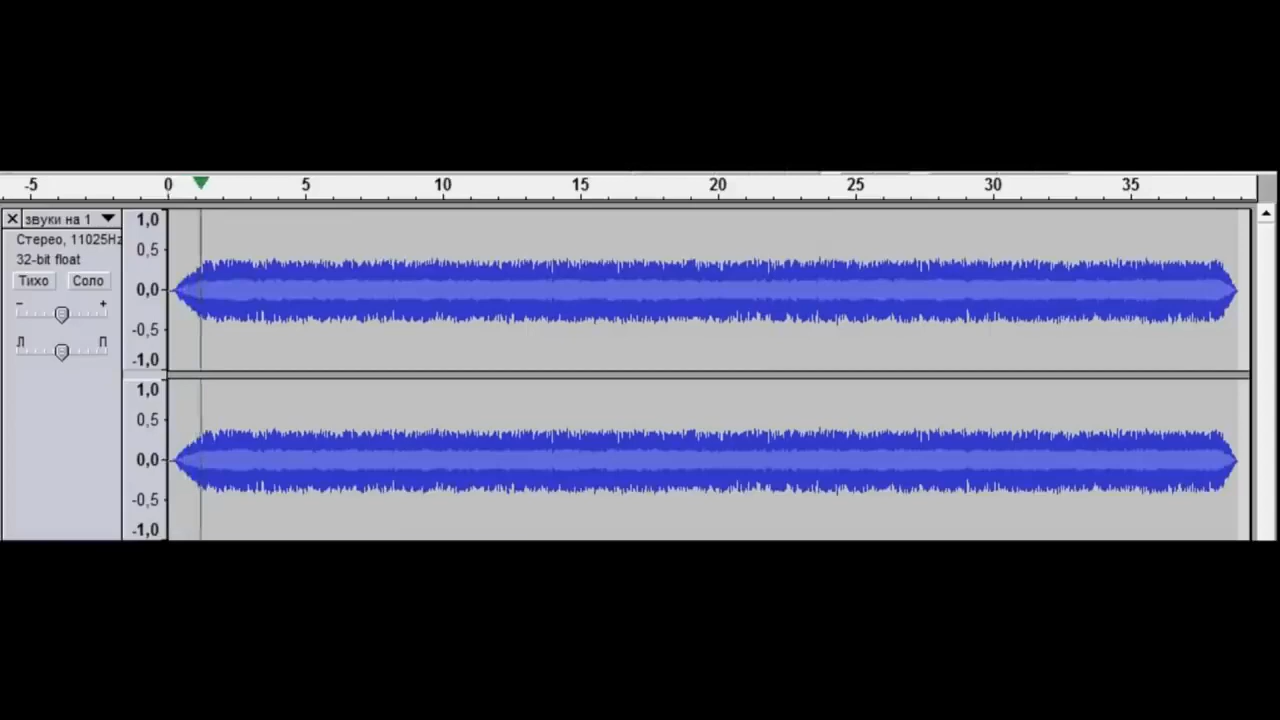 -5 0 5 10 15 20 25 30 35
звуки на 1
Стерео, 11025Hz
32-bit float
Тихо Соло
- +
Л П
1,0
0,5
0,0
-0,5
-1,0
1,0
0,5
0,0
-0,5
-1,0